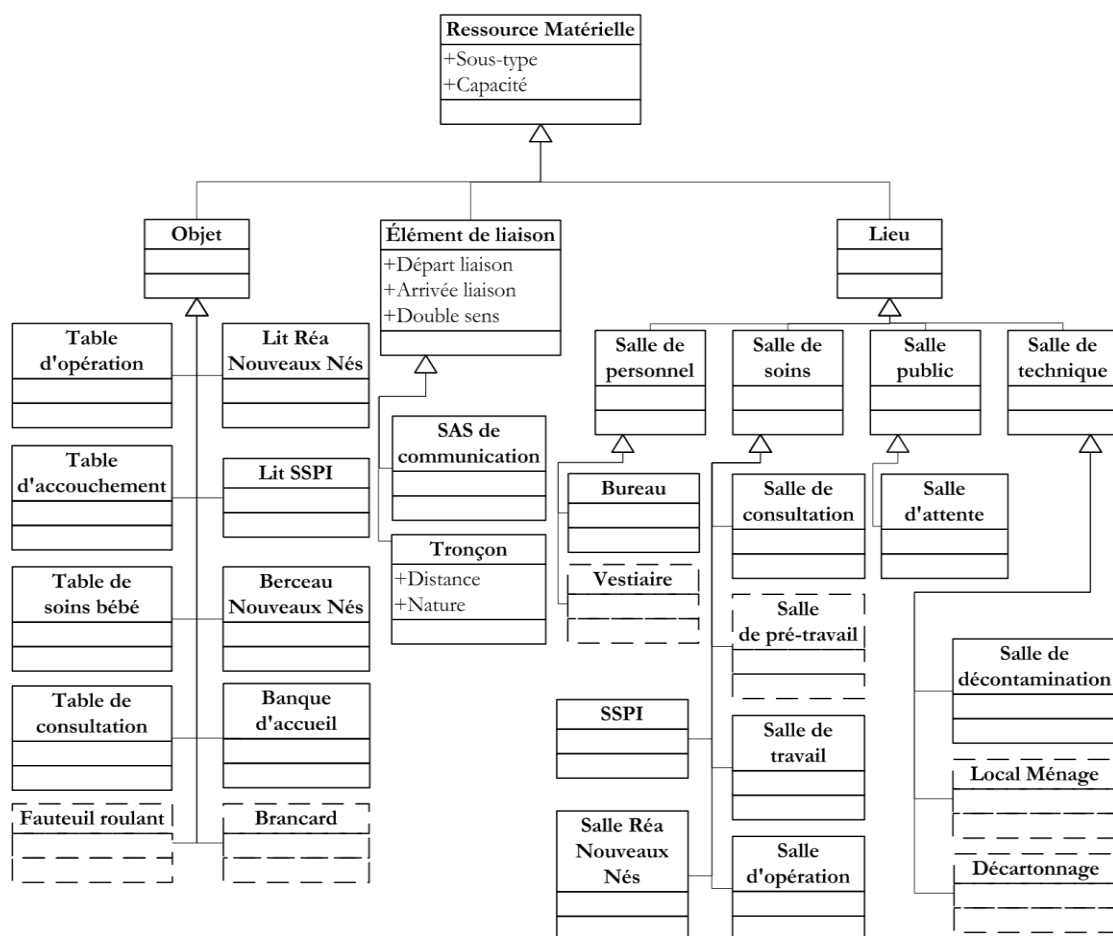 Ressource Matérielle
+Sous-type
+Capacité
Objet
Élément de liaison
+Départ liaison
+Arrivée liaison
+Double sens
Lieu
Table
d'opération
Lit Réa
Nouveaux Nés
Table
d'accouchement
Lit SSPI
Table de
soins bébé
Berceau
Nouveaux Nés
Table de
consultation
Banque
d'accueil
Fauteuil roulant
Brancard
SAS de
communication
Tronçon
+Distance
+Nature
Salle de
personnel
Salle de
soins
Salle
public
Salle de
technique
Bureau
Vestiaire
Salle de
consultation
Salle
de pré-travail
SSPI
Salle de
travail
Salle Réa
Nouveaux
Nés
Salle
d'opération
Salle
d'attente
Salle de
décontamination
Local Ménage
Décartonnage